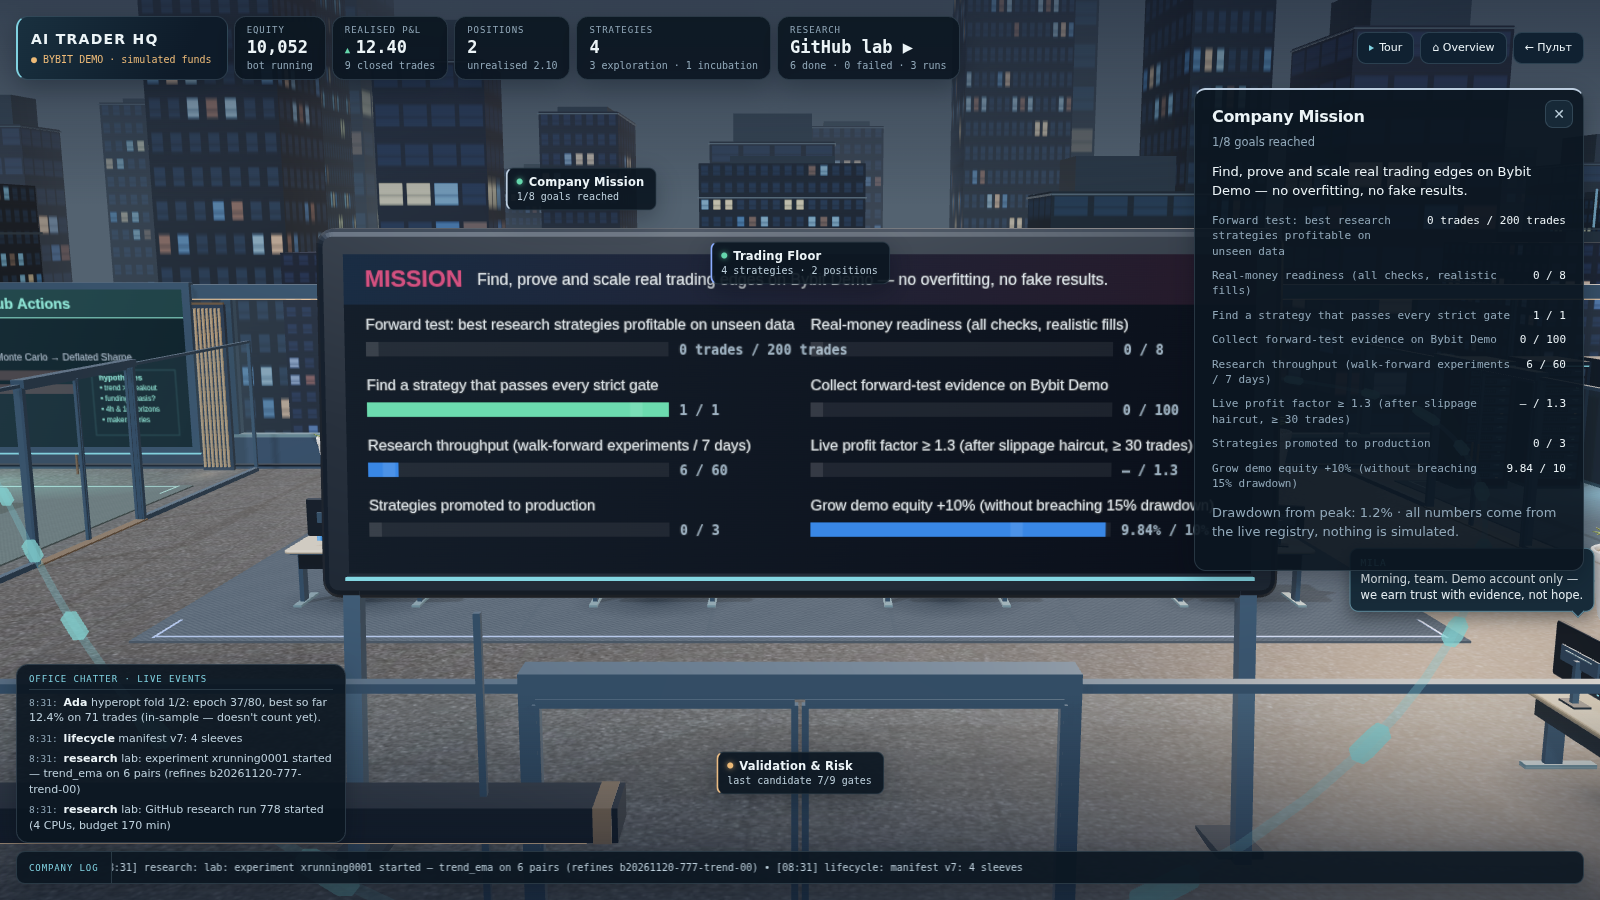 AI TRADER HQ
● BYBIT DEMO · simulated funds
EQUITY
10,052
bot running
REALISED P&L
▲ 12.40
9 closed trades
POSITIONS
2
unrealised 2.10
STRATEGIES
4
3 exploration · 1 incubation
RESEARCH
GitHub lab ▶
6 done · 0 failed · 3 runs
▸ Tour
⌂ Overview
← Пульт
Company Mission
1/8 goals reached
Trading Floor
4 strategies · 2 positions
MISSION Find, prove and scale real trading — no overfitting, no fake results.
Forward test: best research strategies profitable on unseen data
0 trades / 200 trades
Real-money readiness (all checks, realistic fills)
0 / 8
Find a strategy that passes every strict gate
1 / 1
Collect forward-test evidence on Bybit Demo
0 / 100
Research throughput (walk-forward experiments / 7 days)
6 / 60
Live profit factor ≥ 1.3 (after slippage haircut, ≥ 30 trades)
— / 1.3
Strategies promoted to production
0 / 3
Grow demo equity +10% (without breaching 15% drawdown)
9.84% / 10%
ub Actions
Monte Carlo → Deflated Sharpe
Company Mission
✕
1/8 goals reached
Find, prove and scale real trading edges on Bybit
Demo — no overfitting, no fake results.
Forward test: best research 0 trades / 200 trades
strategies profitable on
unseen data
Real-money readiness (all checks, realistic 0 / 8
fills)
Find a strategy that passes every strict gate 1 / 1
Collect forward-test evidence on Bybit Demo 0 / 100
Research throughput (walk-forward experiments 6 / 60
/ 7 days)
Live profit factor ≥ 1.3 (after slippage — / 1.3
haircut, ≥ 30 trades)
Strategies promoted to production 0 / 3
Grow demo equity +10% (without breaching 9.84 / 10
15% drawdown)
Drawdown from peak: 1.2% · all numbers come from
the live registry, nothing is simulated.
Morning, team. Demo account only —
we earn trust with evidence, not hope.
OFFICE CHATTER · LIVE EVENTS
8:31: Ada hyperopt fold 1/2: epoch 37/80, best so far
12.4% on 71 trades (in-sample — doesn't count yet).
8:31: lifecycle manifest v7: 4 sleeves
8:31: research lab: experiment xrunning0001 started
— trend_ema on 6 pairs (refines b20261120-777-
trend-00)
8:31: research lab: GitHub research run 778 started
(4 CPUs, budget 170 min)
Validation & Risk
last candidate 7/9 gates
COMPANY LOG
8:31] research: lab: experiment xrunning0001 started — trend_ema on 6 pairs (refines b20261120-777-trend-00) • [08:31] lifecycle: manifest v7: 4 sleeves